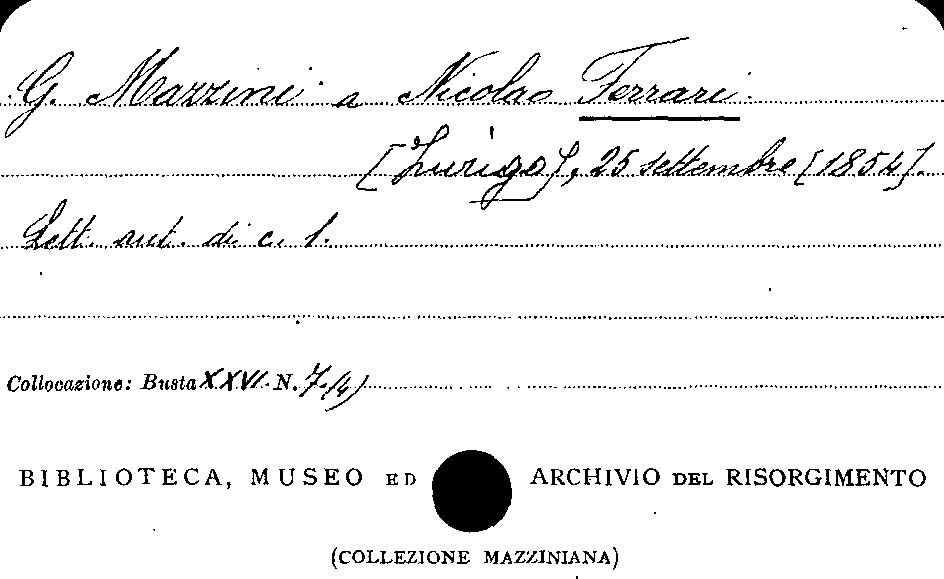 G. Mazzini a Nicolao Ferrari.
[Zurigo], 25 settembre [1854].
Lett. aut. di c. 1.
Collocazione: Busta XXVI. N. 7.(4)
BIBLIOTECA, MUSEO ED ARCHIVIO DEL RISORGIMENTO
(COLLEZIONE MAZZINIANA)